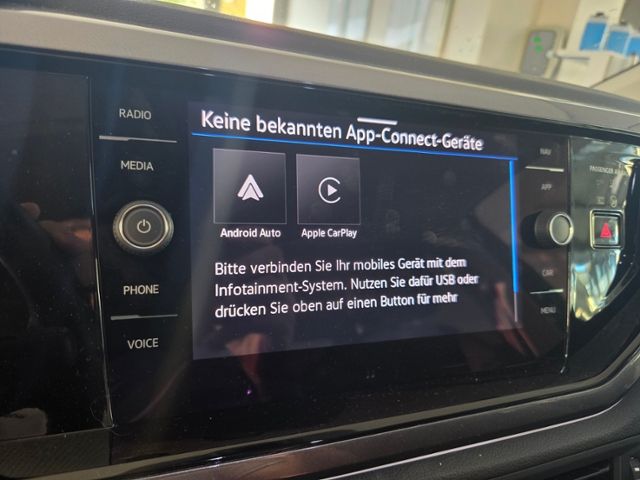 RADIO
MEDIA
PHONE
VOICE
Keine bekannten App-Connect-Geräte
Android Auto
Apple CarPlay
Bitte verbinden Sie Ihr mobiles Gerät mit dem
Infotainment-System. Nutzen Sie dafür USB oder
drücken Sie oben auf einen Button für mehr
NAV
APP
CAR
MENU
PASSENGER